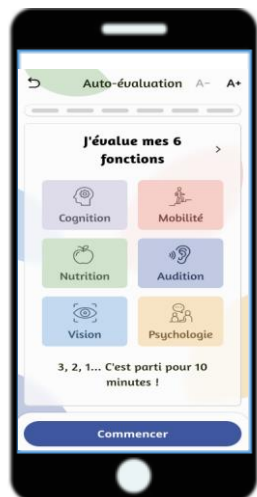 Auto-évaluation A- A+
J'évalue mes 6
fonctions
Cognition Mobilité
Nutrition Audition
Vision Psychologie
3, 2, 1... C'est parti pour 10
minutes !
Commencer